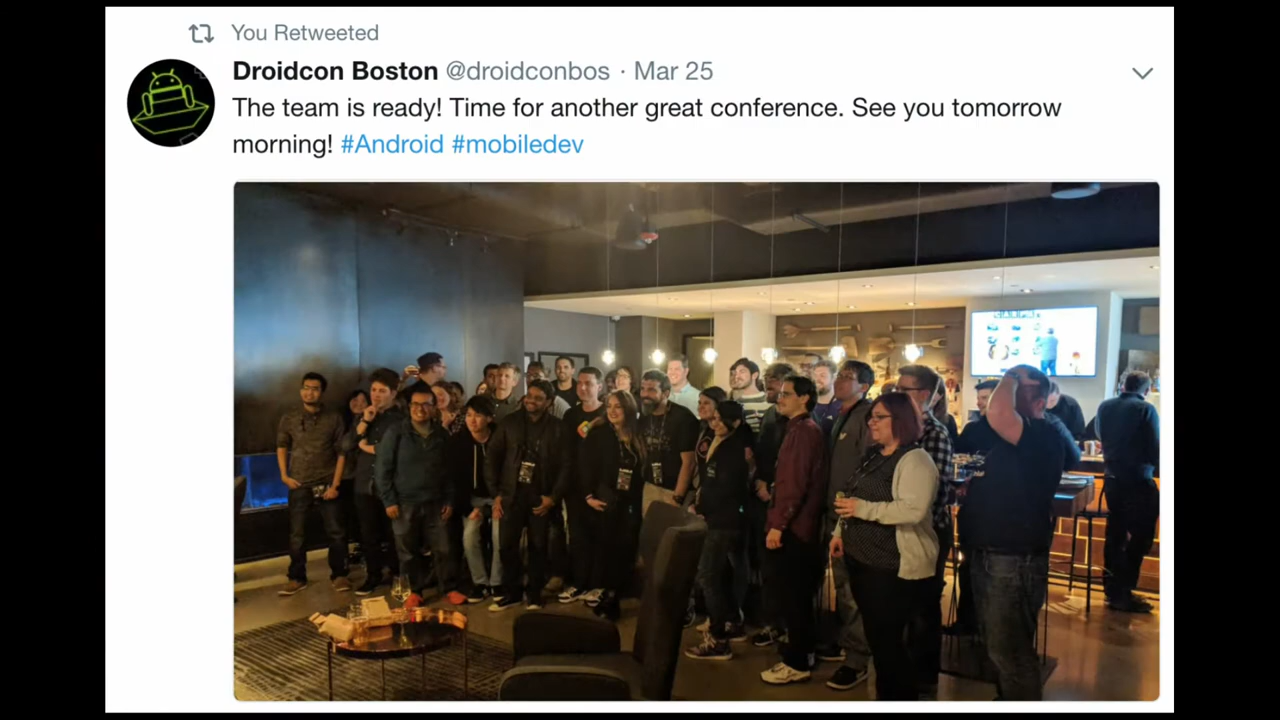 You Retweeted
Droidcon Boston @droidconbos · Mar 25
The team is ready! Time for another great conference. See you tomorrow
morning! #Android #mobiledev